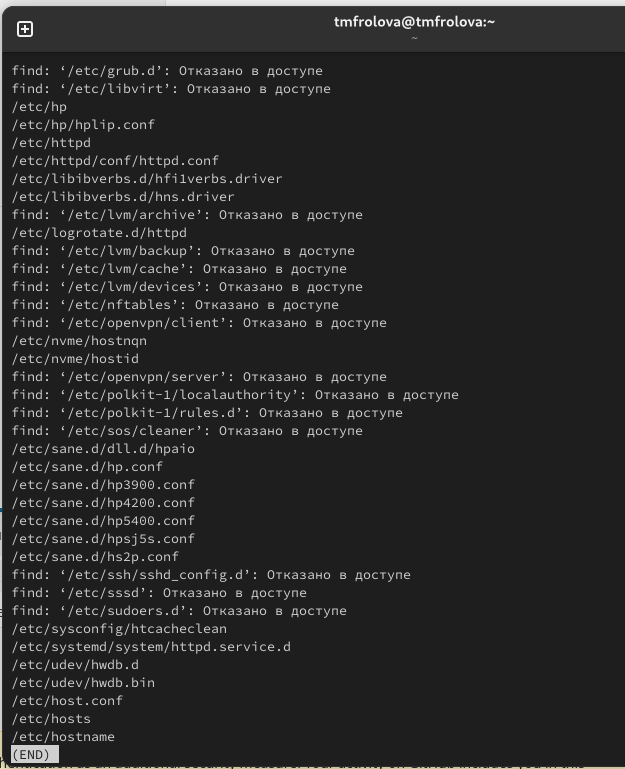 tmfrolova@tmfrolova:~
~
find: ‘/etc/grub.d’: Отказано в доступе
find: ‘/etc/libvirt’: Отказано в доступе
/etc/hp
/etc/hp/hplip.conf
/etc/httpd
/etc/httpd/conf/httpd.conf
/etc/libibverbs.d/hfi1verbs.driver
/etc/libibverbs.d/hns.driver
find: ‘/etc/lvm/archive’: Отказано в доступе
/etc/logrotate.d/httpd
find: ‘/etc/lvm/backup’: Отказано в доступе
find: ‘/etc/lvm/cache’: Отказано в доступе
find: ‘/etc/lvm/devices’: Отказано в доступе
find: ‘/etc/nftables’: Отказано в доступе
find: ‘/etc/openvpn/client’: Отказано в доступе
/etc/nvme/hostnqn
/etc/nvme/hostid
find: ‘/etc/openvpn/server’: Отказано в доступе
find: ‘/etc/polkit-1/localauthority’: Отказано в доступе
find: ‘/etc/polkit-1/rules.d’: Отказано в доступе
find: ‘/etc/sos/cleaner’: Отказано в доступе
/etc/sane.d/dll.d/hpaio
/etc/sane.d/hp.conf
/etc/sane.d/hp3900.conf
/etc/sane.d/hp4200.conf
/etc/sane.d/hp5400.conf
/etc/sane.d/hpsj5s.conf
/etc/sane.d/hs2p.conf
find: ‘/etc/ssh/sshd_config.d’: Отказано в доступе
find: ‘/etc/sssd’: Отказано в доступе
find: ‘/etc/sudoers.d’: Отказано в доступе
/etc/sysconfig/htcacheclean
/etc/systemd/system/httpd.service.d
/etc/udev/hwdb.d
/etc/udev/hwdb.bin
/etc/host.conf
/etc/hosts
/etc/hostname
(END)